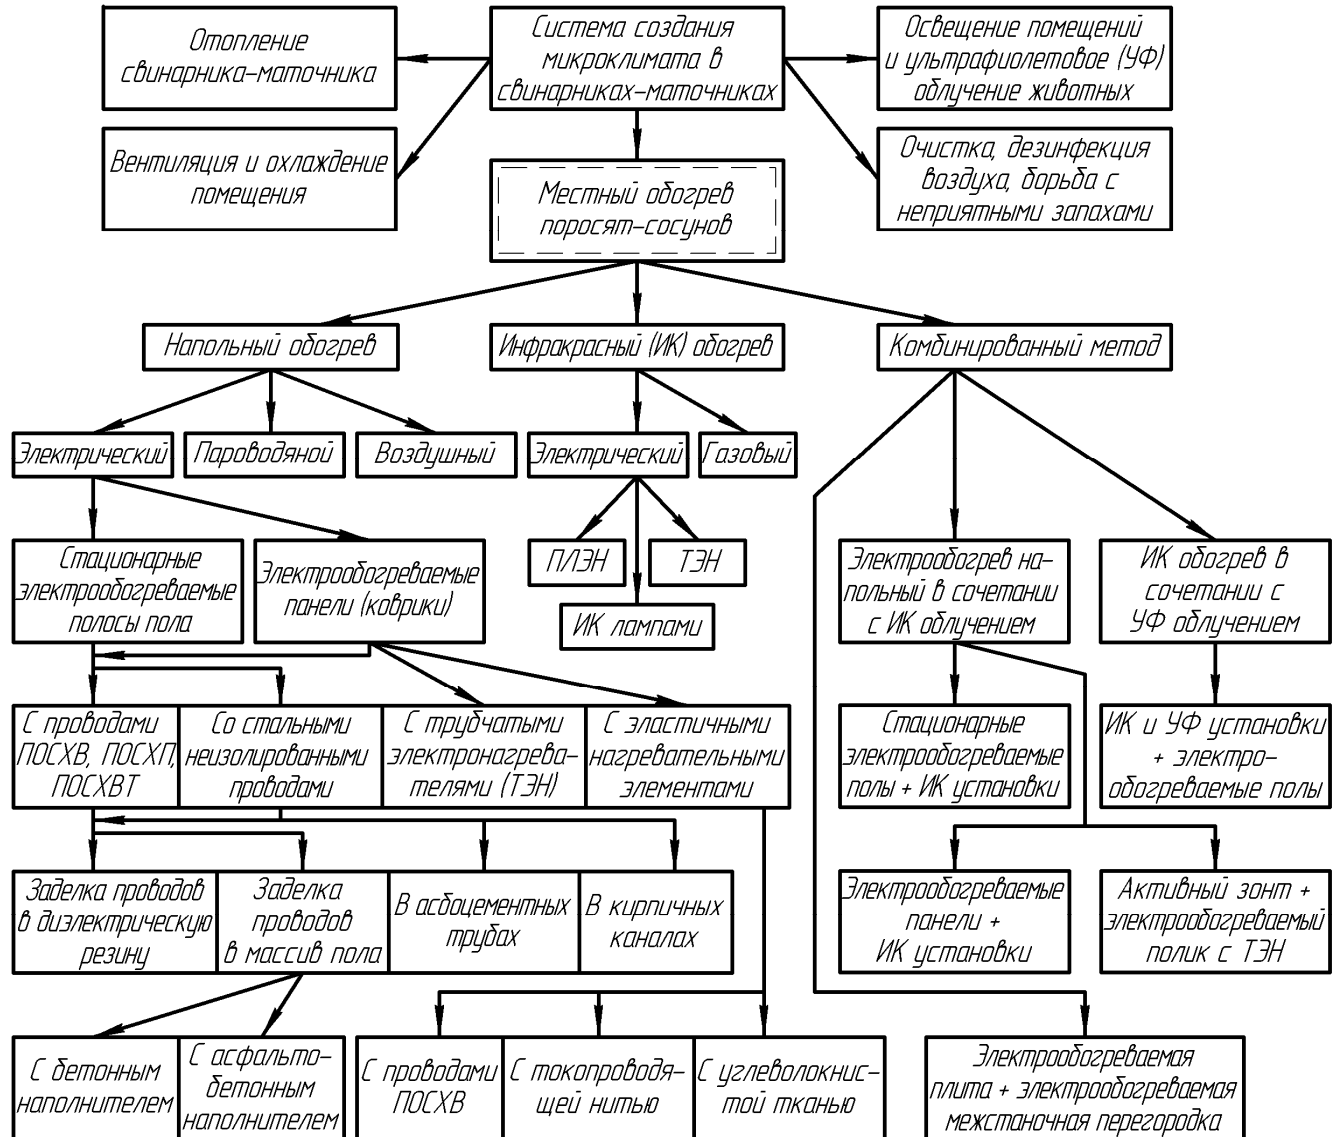 Отопление
свинарника-маточника
Система создания
микроклимата в
свинарниках-маточниках
Освещение помещений
и ультрафиолетовое (УФ)
облучение животных
Вентиляция и охлаждение
помещения
Местный обогрев
поросят-сосунов
Очистка, дезинфекция
воздуха, борьба с
неприятными запахами
Напольный обогрев
Инфракрасный (ИК) обогрев
Комбинированный метод
Электрический
Пароводяной
Воздушный
Электрический
Газовый
Стационарные
электрообогреваемые
полосы пола
Электрообогреваемые
панели (коврики)
ПЛЭН
ТЭН
ИК лампами
Электрообогрев на-
польный в сочетании
с ИК облучением
ИК обогрев в
сочетании с
УФ облучением
С проводами
ПОСХВ, ПОСХП,
ПОСХВТ
Со стальными
неизолированными
проводами
С трубчатыми
электронагрева-
телями (ТЭН)
С эластичными
нагревательными
элементами
Стационарные
электрообогреваемые
полы + ИК установки
ИК и УФ установки
+ электро-
обогреваемые полы
Заделка проводов
в диэлектрическую
резину
Заделка
проводов
в массив пола
В асбоцементных
трубах
В кирпичных
каналах
Электрообогреваемые
панели +
ИК установки
Активный зонт +
электрообогреваемый
полик с ТЭН
С бетонным
наполнителем
С асфальто-
бетонным
наполнителем
С проводами
ПОСХВ
С токопроводя-
щей нитью
С углеволокнис-
той тканью
Электрообогреваемая
плита + электрообогреваемая
межстаночная перегородка